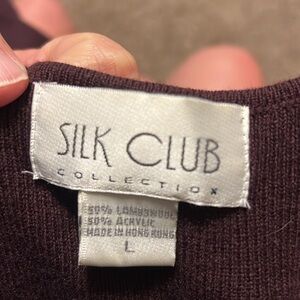 SILK CLUB
COLLECTION
50% LAMBSWOOL
50% ACRYLIC
MADE IN HONG KONG
L